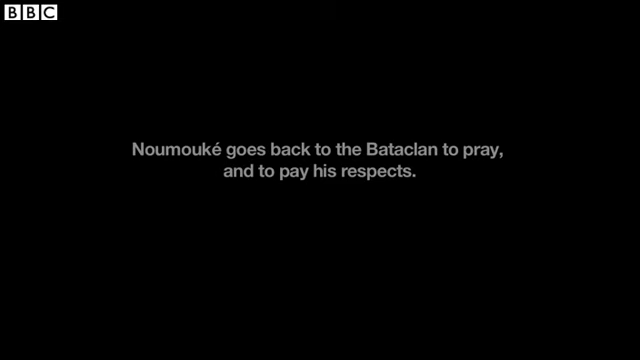 BBC
Noumouké goes back to the Bataclan to pray,
and to pay his respects.